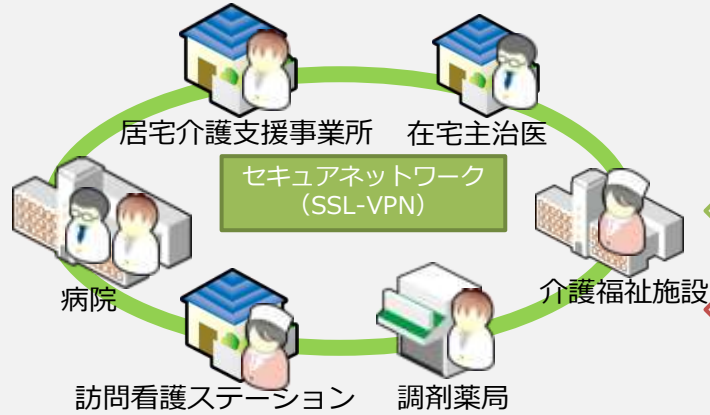 居宅介護支援事業所
在宅主治医
セキュアネットワーク
（SSL-VPN）
病院
介護福祉施設
訪問看護ステーション
調剤薬局